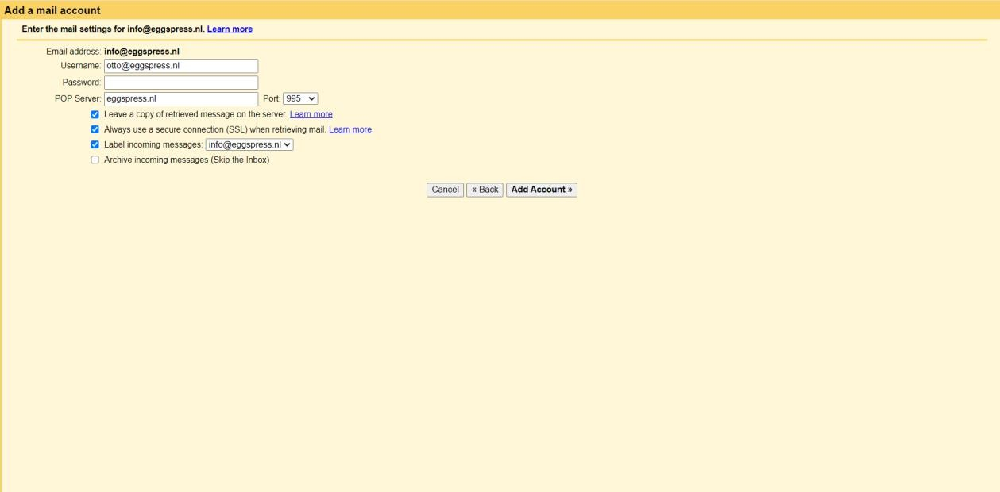 Add a mail account
Enter the mail settings for info@eggspress.nl. Learn more
Email address: info@eggspress.nl
Username: otto@eggspress.nl
Password:
POP Server: eggspress.nl Port: 995
Leave a copy of retrieved message on the server. Learn more
Always use a secure connection (SSL) when retrieving mail. Learn more
Label incoming messages: info@eggspress.nl
Archive incoming messages (Skip the Inbox)
Cancel « Back Add Account »